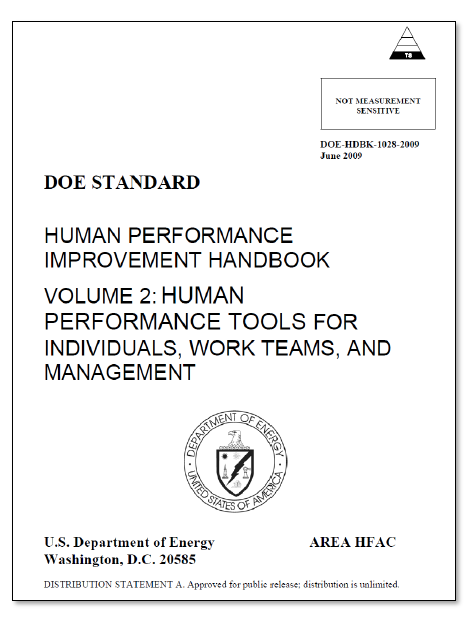 TS
NOT MEASUREMENT
SENSITIVE
DOE-HDBK-1028-2009
June 2009
DOE STANDARD
HUMAN PERFORMANCE
IMPROVEMENT HANDBOOK
VOLUME 2: HUMAN
PERFORMANCE TOOLS FOR
INDIVIDUALS, WORK TEAMS, AND
MANAGEMENT
DEPARTMENT OF ENERGY
UNITED STATES OF AMERICA
U.S. Department of Energy
AREA HFAC
Washington, D.C. 20585
DISTRIBUTION STATEMENT A. Approved for public release; distribution is unlimited.